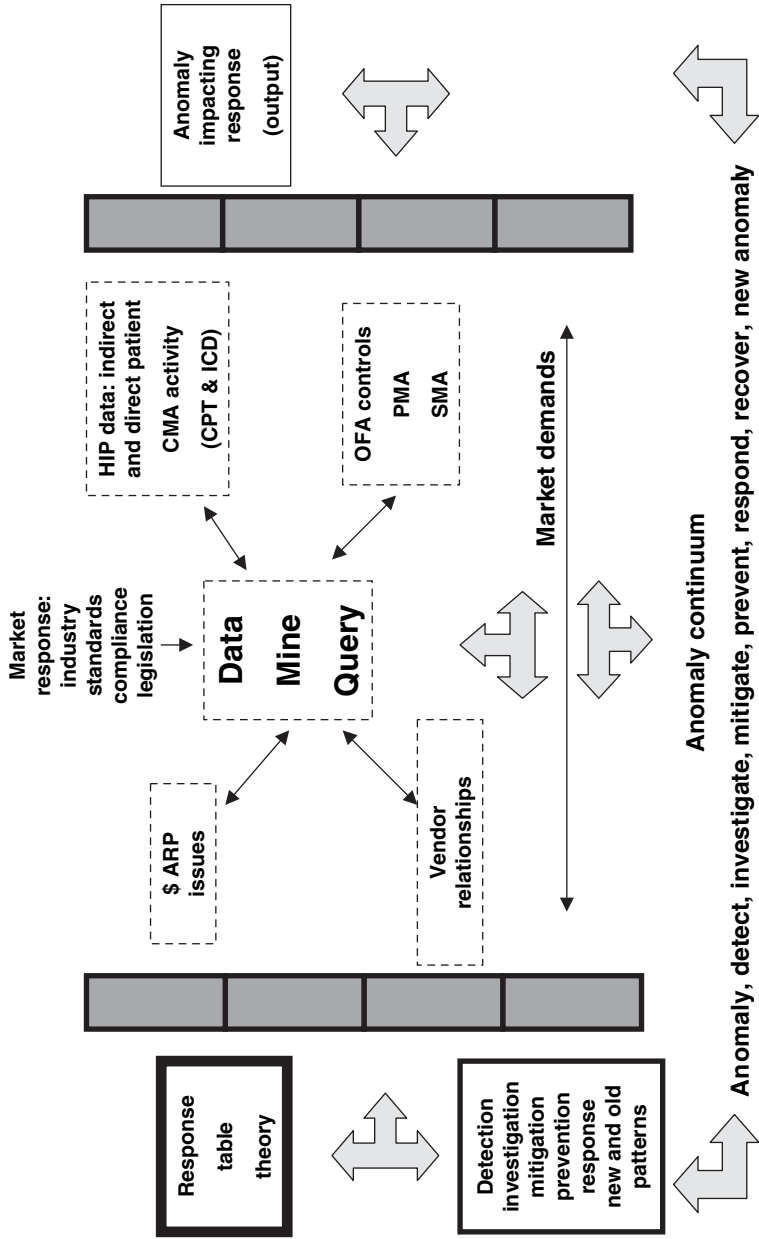 Response
table
theory
Detection
investigation
mitigation
prevention
response
new and old
patterns
$ ARP
issues
Vendor
relationships
Market
response:
industry
standards
compliance
legislation
Data
Mine
Query
HIP data: indirect
and direct patient
CMA activity
(CPT & ICD)
OFA controls
PMA
SMA
Market demands
Anomaly
impacting
response
(output)
Anomaly continuum
Anomaly, detect, investigate, mitigate, prevent, respond, recover, new anomaly